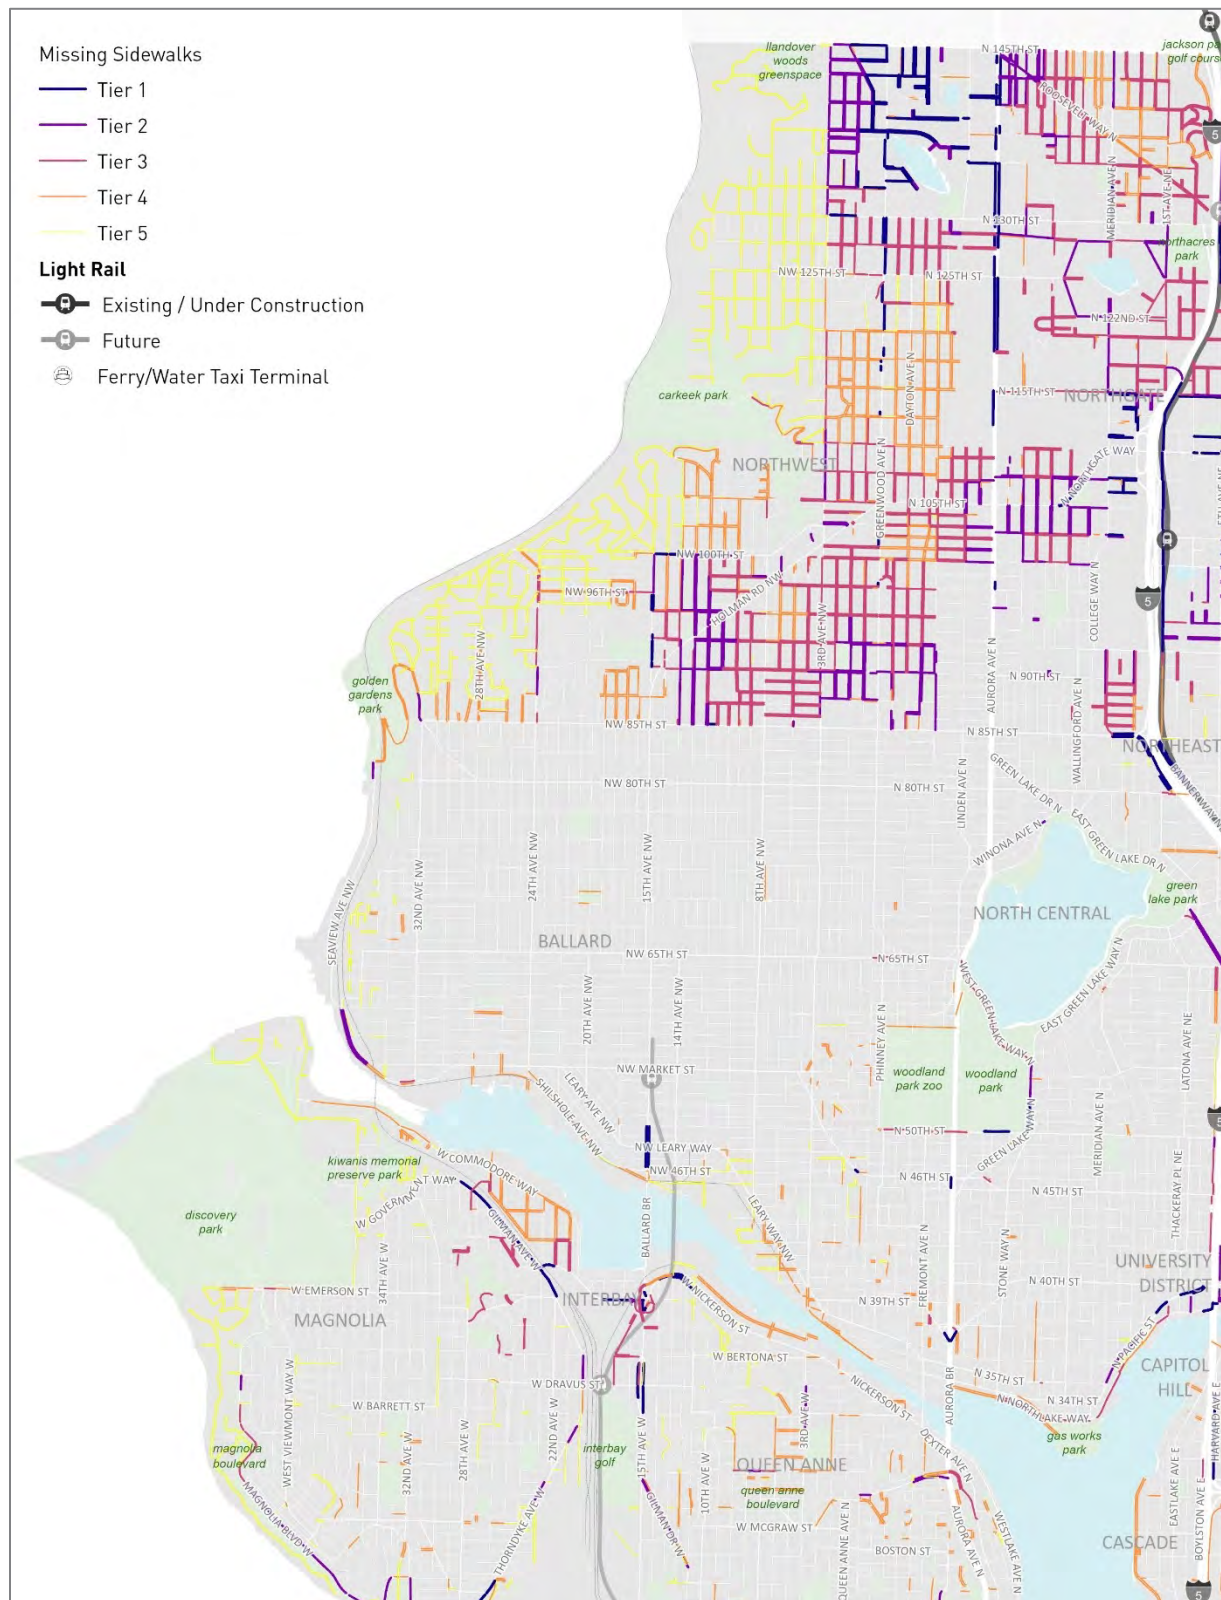 Missing Sidewalks
Tier 1
Tier 2
Tier 3
Tier 4
Tier 5
Light Rail
Existing / Under Construction
Future
Ferry/Water Taxi Terminal
llandover
woods
greenspace
N 145TH ST
jackson pa
golf cours
ROOSEVELT WAY N
5
MERIDIAN AVE N
1ST AVE NE
N 130TH ST
northacres
park
NW 125TH ST
N 125TH ST
N 122ND ST
DAYTON AVE N
carkeek park
N 115TH ST
NORTHGATE
NORTHWEST
GREENWOOD AVE N
N NORTHGATE WAY
N 105TH ST
5TH AVE NE
NW 100TH ST
NW 96TH ST
HOLMAN RD NW
5
COLLEGE WAY N
3RD AVE NW
28TH AVE NW
AURORA AVE N
N 90TH ST
golden
gardens
park
WALLINGFORD AVE N
NW 85TH ST
N 85TH ST
NORTHEAST
NW 80TH ST
N 80TH ST
LINDEN AVE N
GREEN LAKE DR N
BANNER WAY N
EAST GREEN LAKE DR N
WINONA AVE N
32ND AVE NW
24TH AVE NW
15TH AVE NW
8TH AVE NW
green
lake park
NORTH CENTRAL
SEAVIEW AVE NW
BALLARD
NW 65TH ST
N 65TH ST
WEST GREEN LAKE WAY N
EAST GREEN LAKE WAY N
20TH AVE NW
14TH AVE NW
PHINNEY AVE N
LATONA AVE NE
NW MARKET ST
woodland
park zoo
woodland
park
SHILSHOLE AVE NW
LEARY AVE NW
5
N 50TH ST
GREEN LAKE WAY N
MERIDIAN AVE N
NW LEARY WAY
kiwanis memorial
preserve park
W COMMODORE WAY
NW 46TH ST
N 46TH ST
N 45TH ST
THACKERAY PL NE
W GOVERNMENT WAY
discovery
park
GILMAN AVE W
BALLARD BR
LEARY WAY NW
FREMONT AVE N
STONE WAY N
34TH AVE W
UNIVERSITY
DISTRICT
W EMERSON ST
N 40TH ST
INTERBAY
W NICKERSON ST
N 39TH ST
MAGNOLIA
N PACIFIC ST
W BERTONA ST
CAPITOL
HILL
WEST VIEWMONT WAY W
W DRAVUS ST
NICKERSON ST
AURORA BR
N 35TH ST
N 34TH ST
N NORTHLAKE WAY
W BARRETT ST
22ND AVE W
3RD AVE W
HARVARD AVE E
gas works
park
magnolia
boulevard
32ND AVE W
28TH AVE W
interbay
golf
15TH AVE W
10TH AVE W
QUEEN ANNE
DEXTER AVE N
queen anne
boulevard
MAGNOLIA BLVD W
THORNDYKE AVE W
GILMAN DR W
W MCGRAW ST
QUEEN ANNE AVE N
BOSTON ST
AURORA AVE N
WESTLAKE AVE N
EASTLAKE AVE E
BOYLSTON AVE E
CASCADE
5